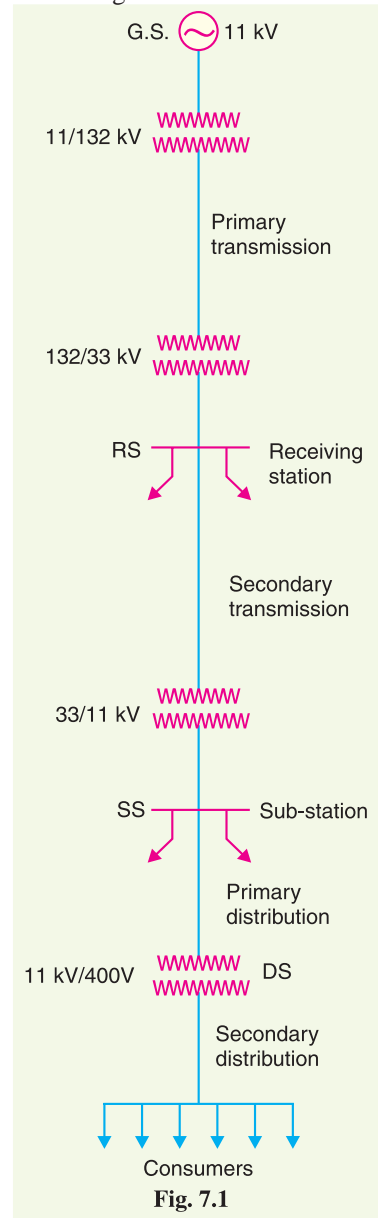 G.S. 11 kV
11/132 kV
Primary
transmission
132/33 kV
RS
Receiving
station
Secondary
transmission
33/11 kV
SS
Sub-station
Primary
distribution
11 kV/400V
DS
Secondary
distribution
Consumers
Fig. 7.1